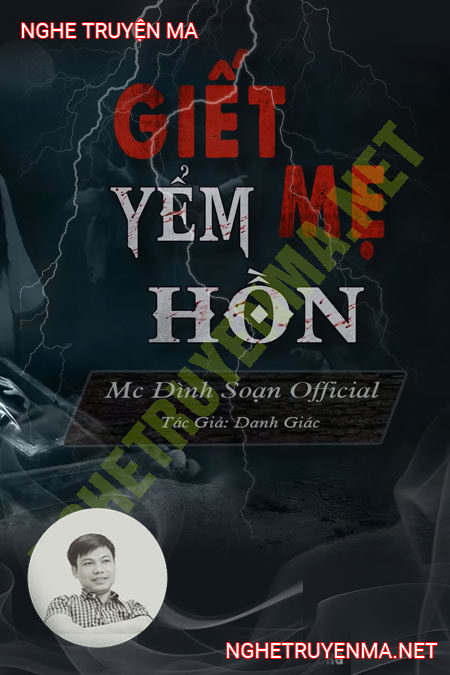 NGHE TRUYỆN MA
GIẾT
YỂM MẸ
HỒN
Mc Đình Soạn Official
Tác Giả: Danh Giác
NGHETRUYENMA.NET
NGHETRUYENMA.NET